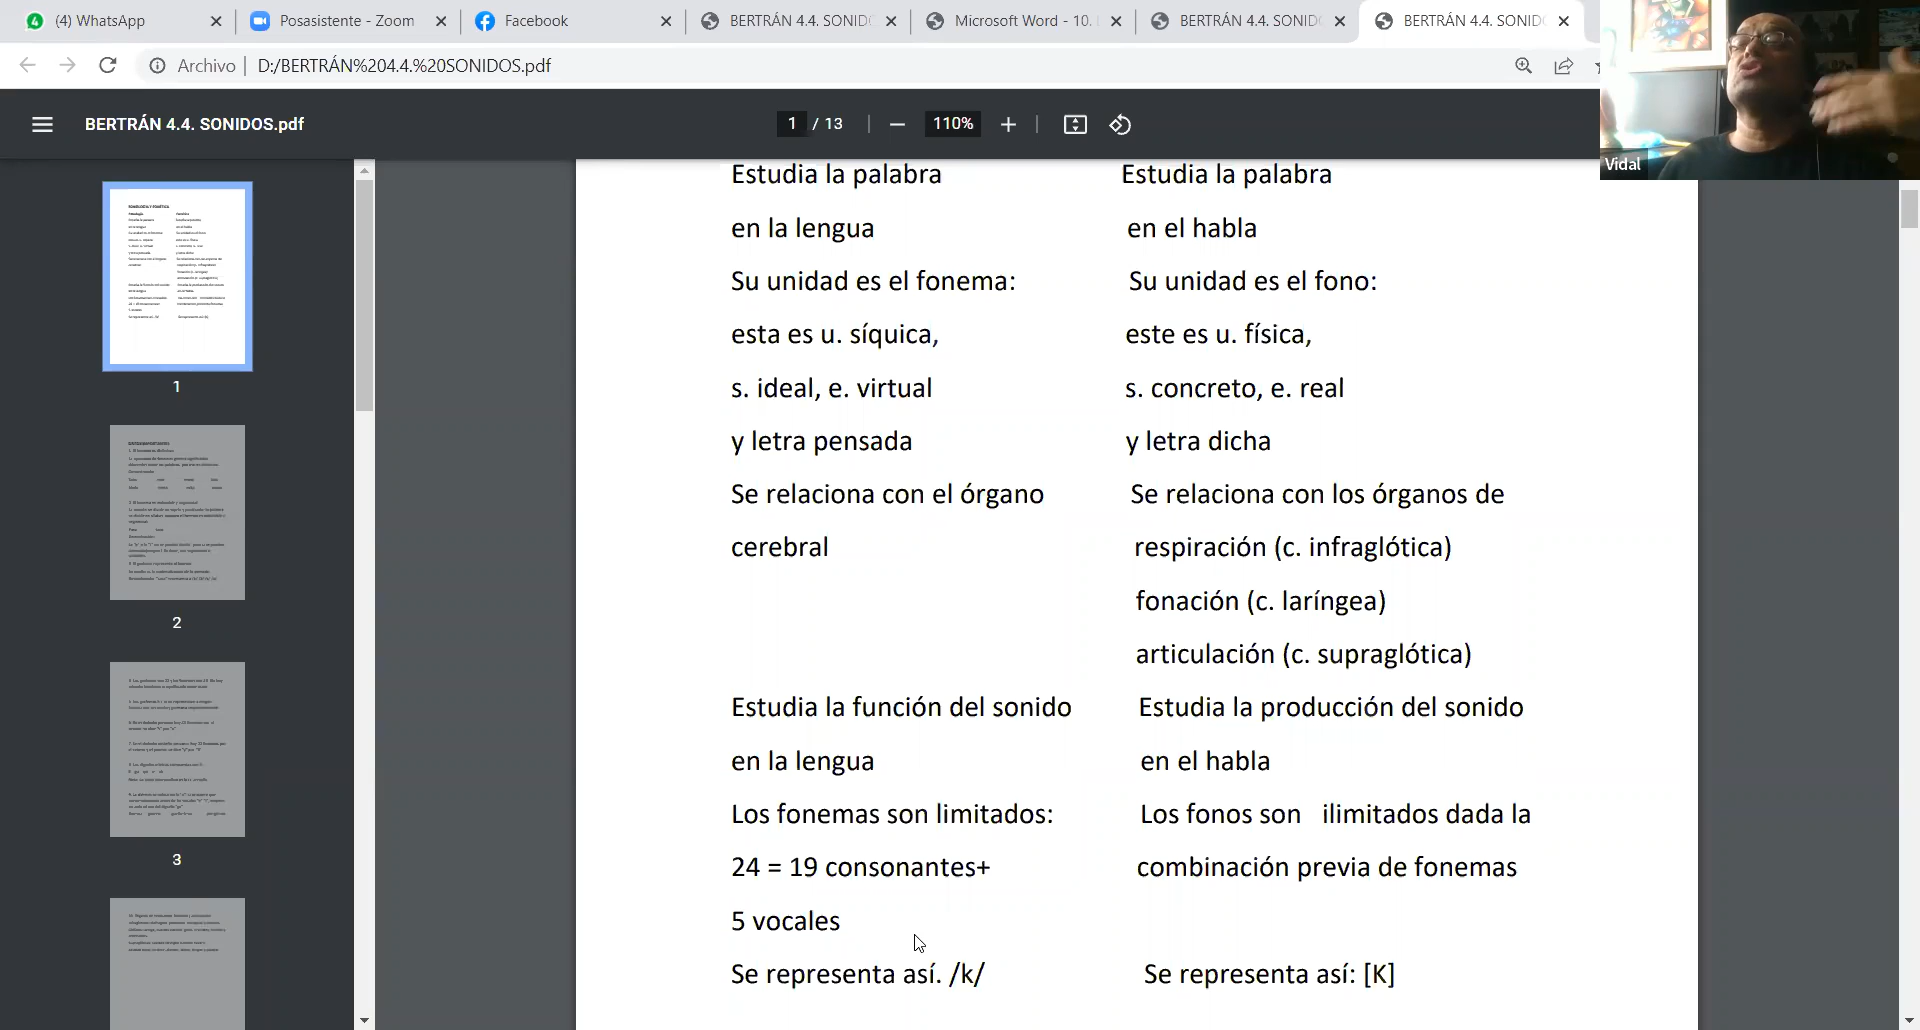 (4) WhatsApp
Posasistente - Zoom
Facebook
BERTRÁN 4.4. SONID
Microsoft Word - 10.
BERTRÁN 4.4. SONID
BERTRÁN 4.4. SONID
Archivo
D:/BERTRÁN%204.4.%20SONIDOS.pdf
BERTRÁN 4.4. SONIDOS.pdf
1 / 13
110%
Vidal
1
2
3
Estudia la palabra
en la lengua
Su unidad es el fonema:
esta es u. síquica,
s. ideal, e. virtual
y letra pensada
Se relaciona con el órgano
cerebral
Estudia la función del sonido
en la lengua
Los fonemas son limitados:
24 = 19 consonantes+
5 vocales
Se representa así. /k/
Estudia la palabra
en el habla
Su unidad es el fono:
este es u. física,
s. concreto, e. real
y letra dicha
Se relaciona con los órganos de
respiración (c. infraglótica)
fonación (c. laríngea)
articulación (c. supraglótica)
Estudia la producción del sonido
en el habla
Los fonos son ilimitados dada la
combinación previa de fonemas
Se representa así: [K]